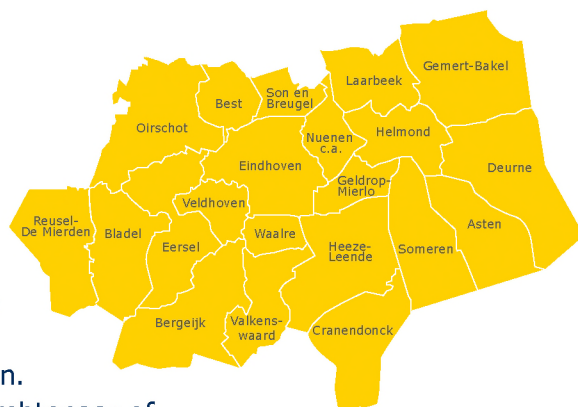 Gemert-Bakel
Laarbeek
Son en
Breugel
Best
Oirschot
Nuenen
c.a.
Helmond
Eindhoven
Deurne
Geldrop-
Mierlo
Veldhoven
Reusel-
De Mierden
Bladel
Eersel
Waalre
Heeze-
Leende
Someren
Asten
Bergeijk
Valkens-
waard
Cranendonck
n.